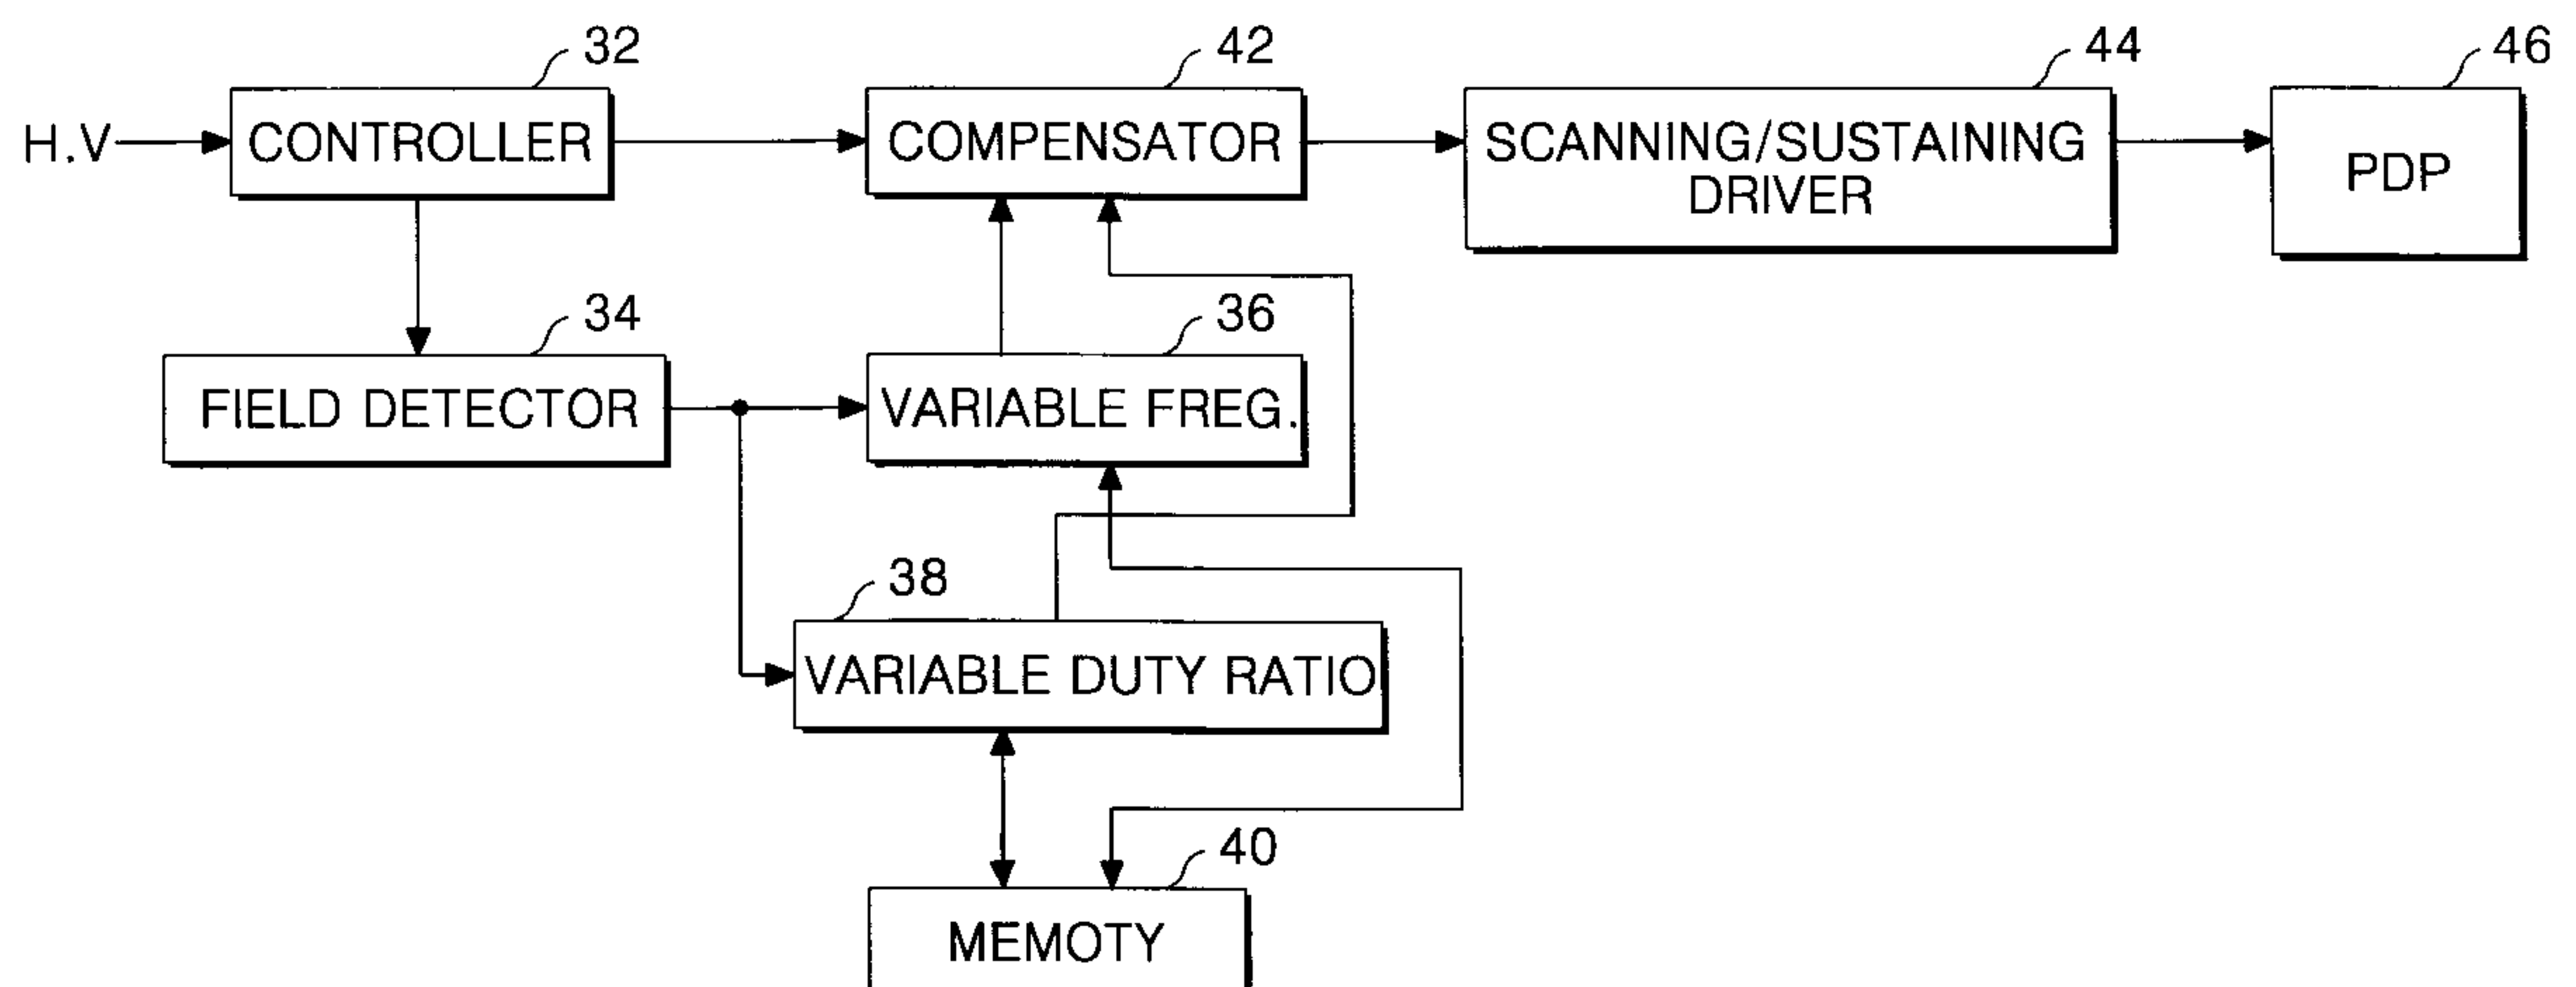 32
42
44
46
H.V
CONTROLLER
COMPENSATOR
SCANNING/SUSTAINING
DRIVER
PDP
34
36
FIELD DETECTOR
VARIABLE FREG.
38
VARIABLE DUTY RATIO
40
MEMOTY